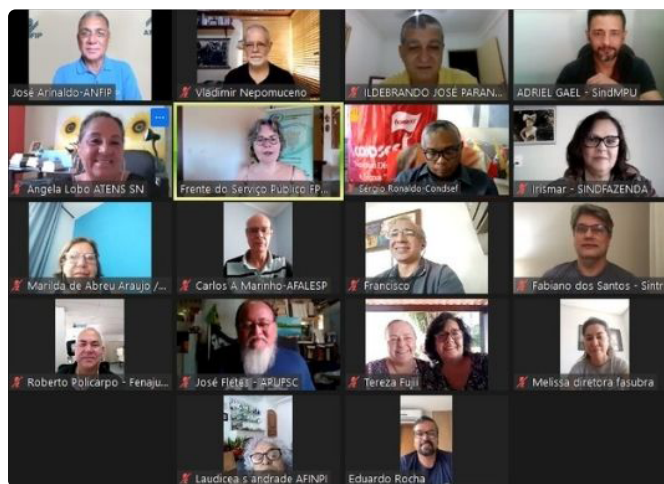 José Arinaldo-ANFIP
Vladimir Nepomuceno
ILDEBRANDO JOSÉ PARAN...
ADRIEL GAEL - SindMPU
Angela Lobo ATENS SN
Frente do Serviço Público FP...
Sérgio Ronaldo-Condsef
Irismar - SINDFAZENDA
Marilda de Abreu Araujo /...
Carlos A Marinho-AFALESP
Francisco
Fabiano dos Santos - Sintr
Roberto Policarpo - Fenaju...
José Fletes - APUFSC
Tereza Fujii
Melissa diretora fasubra
Laudicea s andrade AFINPI
Eduardo Rocha